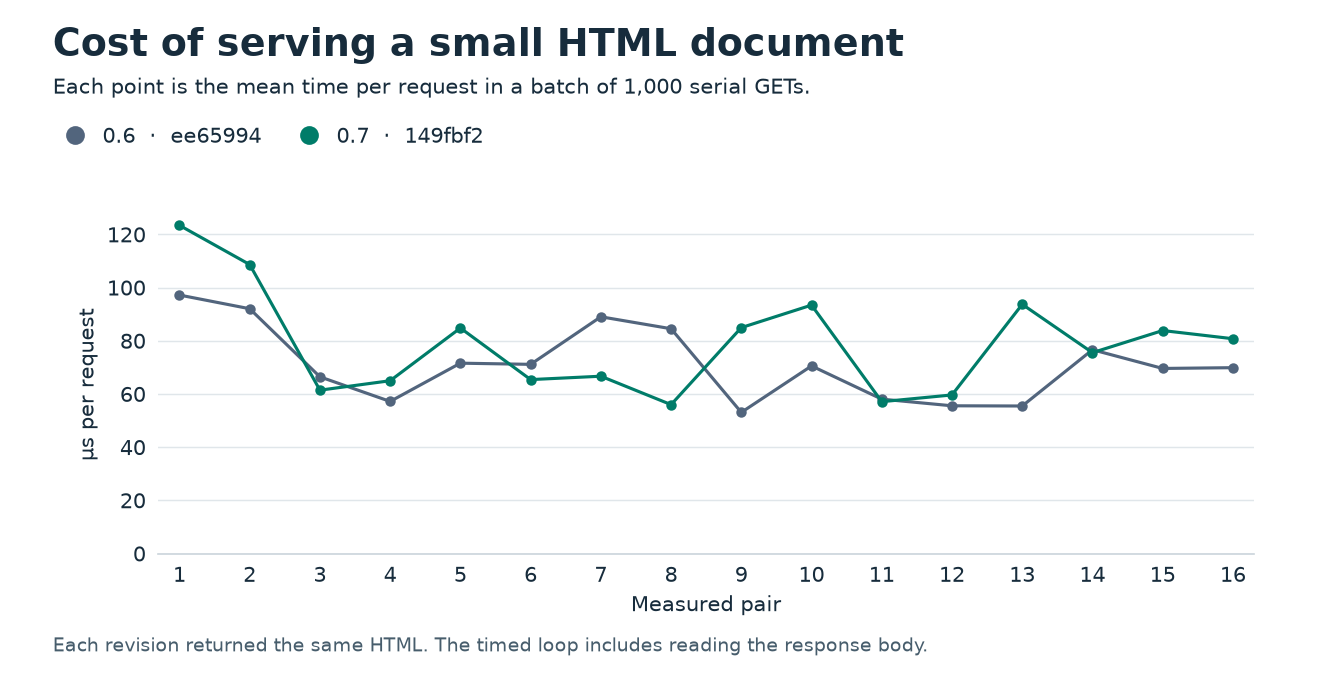 Cost of serving a small HTML document
Each point is the mean time per request in a batch of 1,000 serial GETs.
0.6 · ee65994 0.7 · 149fbf2
120
100
80
60
40
20
0
µs per request
1 2 3 4 5 6 7 8 9 10 11 12 13 14 15 16
Measured pair
Each revision returned the same HTML. The timed loop includes reading the response body.